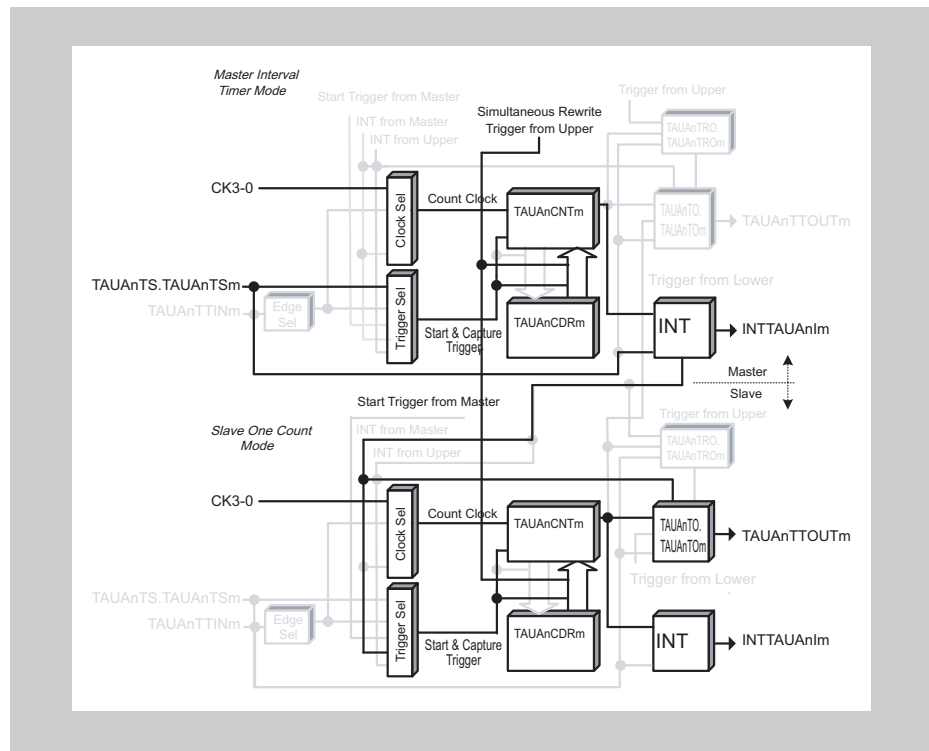 Master Interval
Timer Mode
Start Trigger from Master
INT from Master
INT from Upper
Simultaneous Rewrite
Trigger from Upper
Trigger from Upper
TAUAnTRO.
TAUAnTROm
CK3-0
Clock Sel
Count Clock
TAUAnCNTm
TAUAnTO.
TAUAnTOm
TAUAnTTOUTm
TAUAnTS.TAUAnTSm
TAUAnTTINm
Edge
Sel
Trigger Sel
Start & Capture
Trigger
TAUAnCDRm
Trigger from Lower
INT
INTTAUAnIm
Master
Slave
Start Trigger from Master
INT from Master
INT from Upper
Slave One Count
Mode
Trigger from Upper
TAUAnTRO.
TAUAnTROm
CK3-0
Clock Sel
Count Clock
TAUAnCNTm
TAUAnTO.
TAUAnTOm
TAUAnTTOUTm
Trigger from Lower
TAUAnTS.TAUAnTSm
TAUAnTTINm
Edge
Sel
Trigger Sel
Start & Capture
Trigger
TAUAnCDRm
INT
INTTAUAnIm